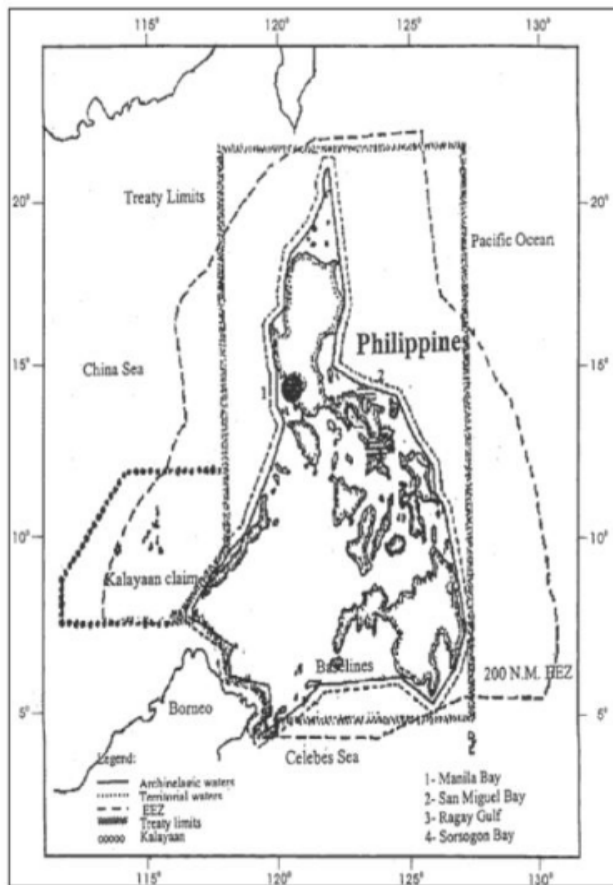 115° 120° 125° 130°
20° 20°
Treaty Limits
Pacific Ocean
Philippines
15° 15°
China Sea
1 2
10° 10°
Kalayaan claim
Baselines
200 N.M. EEZ
Borneo
5° 5°
Celebes Sea
Legend:
Archipelagic waters
Territorial waters
EEZ
Treaty limits
Kalayaan
1- Manila Bay
2- San Miguel Bay
3- Ragay Gulf
4- Sorsogon Bay
115° 120° 125° 130°